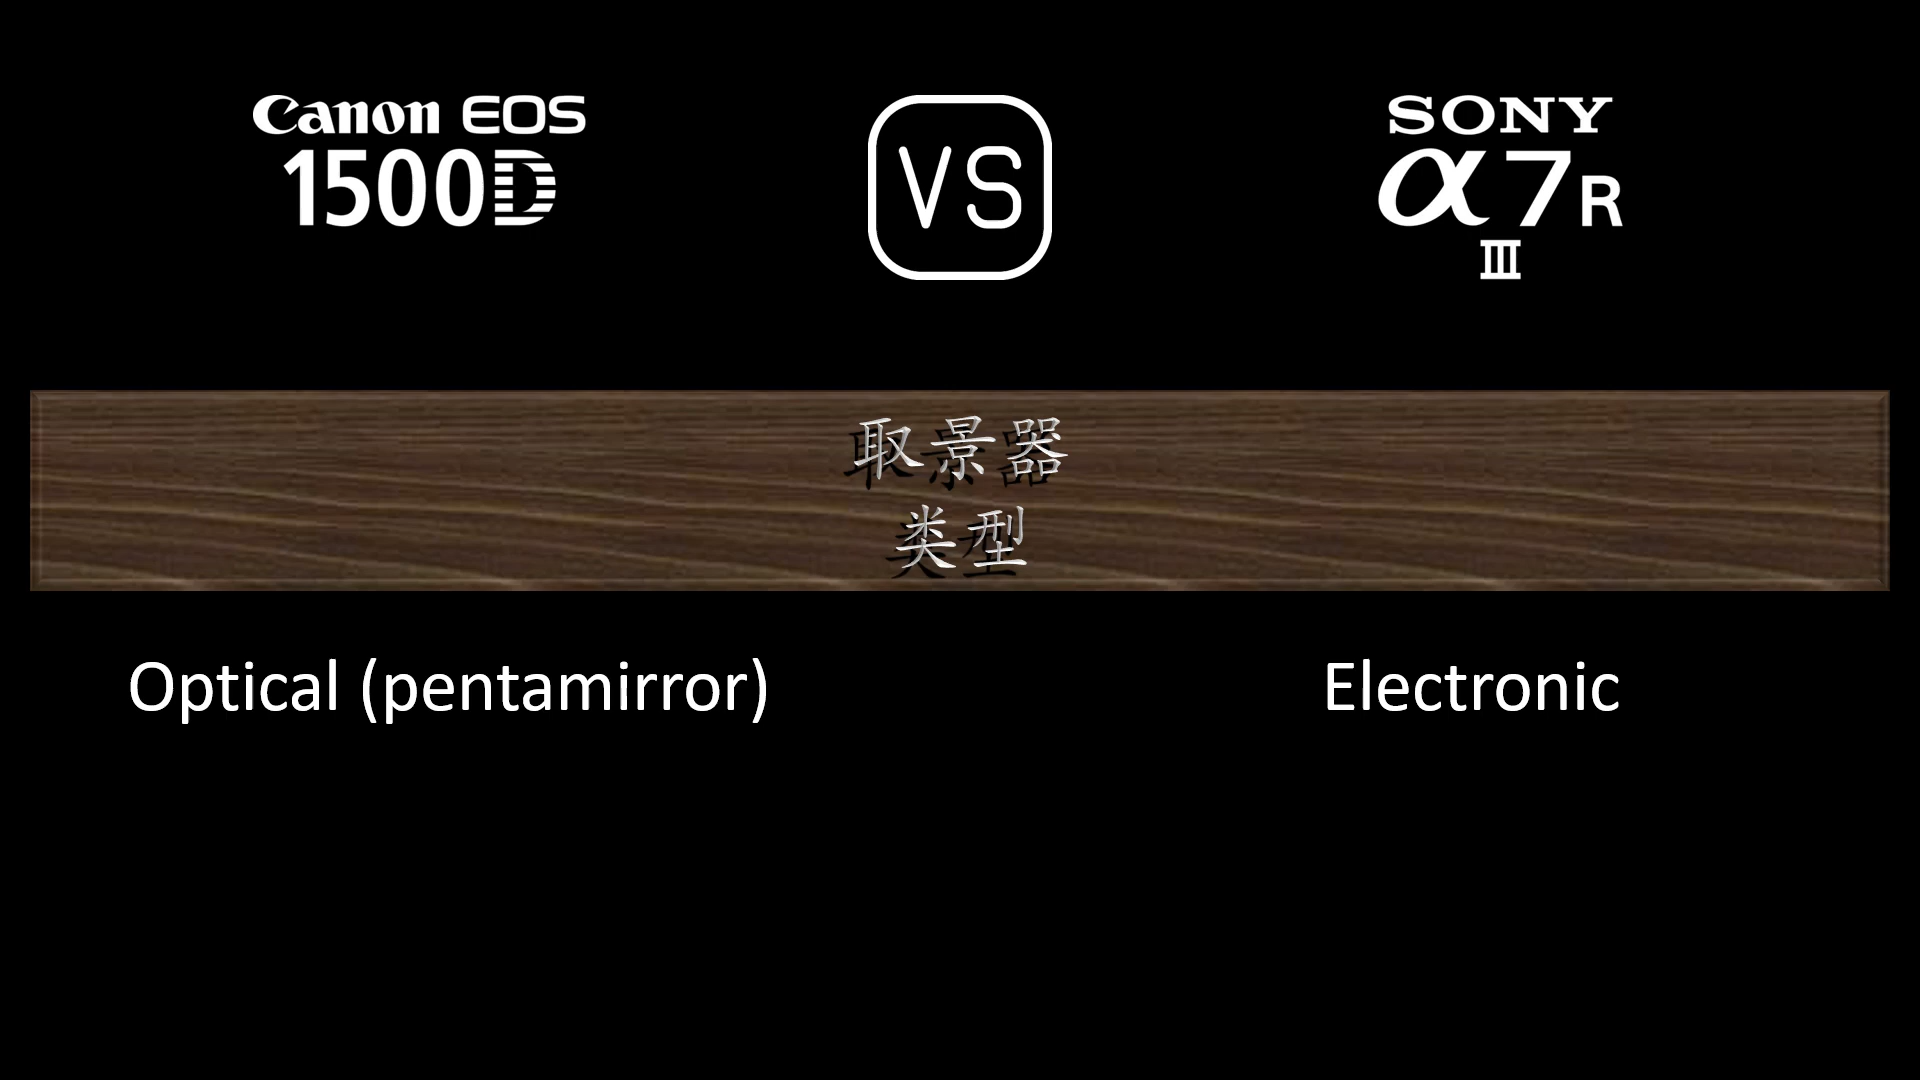 Canon EOS
1500D
VS
SONY
α7R
III
取景器
类型
Optical (pentamirror)
Electronic